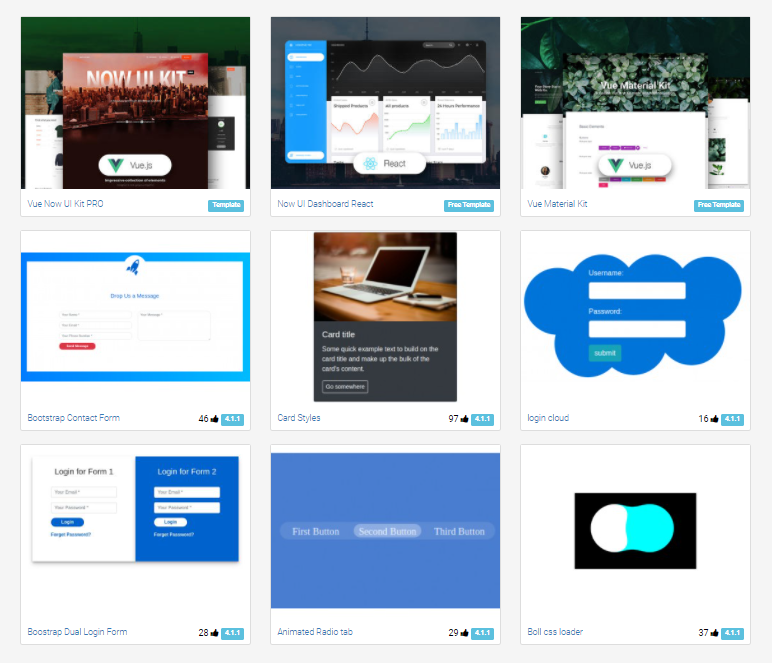 NOW UI KIT
Vue.js
Impressive collection of elements
Vue Now UI Kit PRO
Template
Shipped Products
All products
24 Hours Performance
React
Now UI Dashboard React
Free Template
Vue Material Kit
Basic Elements
Vue.js
Vue Material Kit
Free Template
Drop Us a Message
Your Name *
Your Message *
Your Email *
Your Phone Number *
Send Message
Bootstrap Contact Form
46
4.1.1
Card title
Some quick example text to build on the
card title and make up the bulk of the
card's content.
Go somewhere
Card Styles
97
4.1.1
Username:
Password:
submit
login cloud
16
4.1.1
Login for Form 1
Your Email *
Your Password *
Login
Forget Password?
Login for Form 2
Your Email *
Your Password *
Login
Forget Password?
Boostrap Dual Login Form
28
4.1.1
First Button
Second Button
Third Button
Animated Radio tab
29
4.1.1
Boll css loader
37
4.1.1